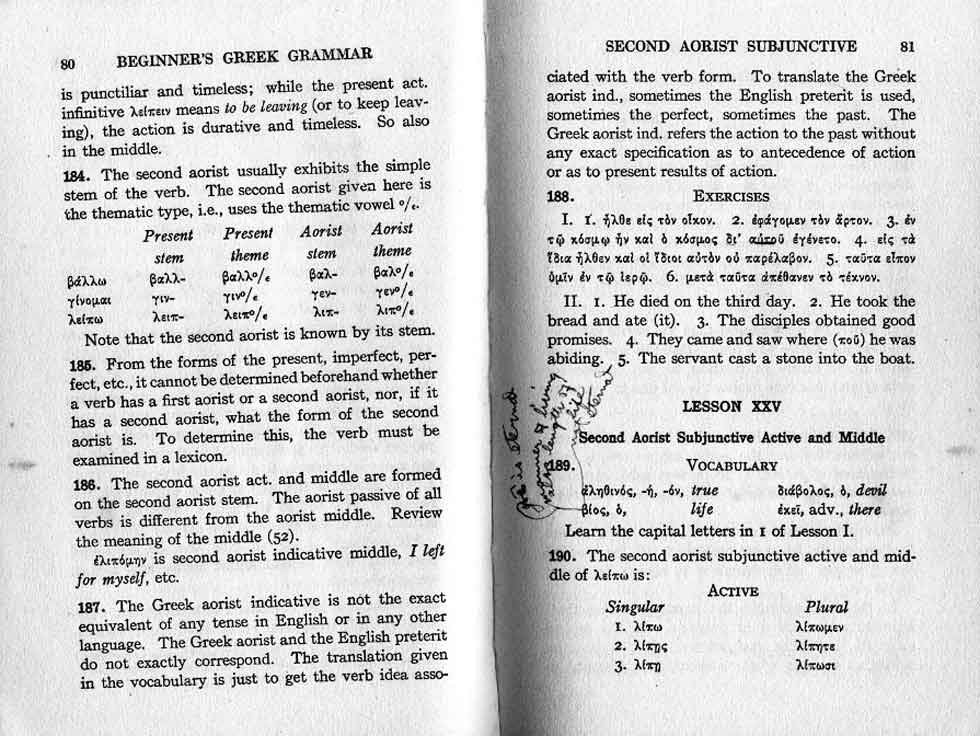 80 BEGINNER'S GREEK GRAMMAR
is punctiliar and timeless; while the present act.
infinitive λείπειν means to be leaving (or to keep leav-
ing), the action is durative and timeless. So also
in the middle.
184. The second aorist usually exhibits the simple
stem of the verb. The second aorist given here is
the thematic type, i.e., uses the thematic vowel ο/ε.
Present Present Aorist Aorist
stem theme stem theme
βάλλω βαλλ- βαλλο/ε βαλ- βαλο/ε
γίνομαι γιν- γινο/ε γεν- γενο/ε
λείπω λειπ- λειπο/ε λιπ- λιπο/ε
Note that the second aorist is known by its stem.
185. From the forms of the present, imperfect, per-
fect, etc., it cannot be determined beforehand whether
a verb has a first aorist or a second aorist, nor, if it
has a second aorist, what the form of the second
aorist is. To determine this, the verb must be
examined in a lexicon.
186. The second aorist act. and middle are formed
on the second aorist stem. The aorist passive of all
verbs is different from the aorist middle. Review
the meaning of the middle (52).
ἐλιπόμην is second aorist indicative middle, I left
for myself, etc.
187. The Greek aorist indicative is not the exact
equivalent of any tense in English or in any other
language. The Greek aorist and the English preterit
do not exactly correspond. The translation given
in the vocabulary is just to get the verb idea asso-
SECOND AORIST SUBJUNCTIVE 81
ciated with the verb form. To translate the Greek
aorist ind., sometimes the English preterit is used,
sometimes the perfect, sometimes the past. The
Greek aorist ind. refers the action to the past without
any exact specification as to antecedence of action
or as to present results of action.
188. EXERCISES
I. 1. ἦλθε εἰς τὸν οἶκον. 2. ἐφάγομεν τὸν ἄρτον. 3. ἐν
τῷ κόσμῳ ἦν καὶ ὁ κόσμος δι' αὐτοῦ ἐγένετο. 4. εἰς τὰ
ἴδια ἦλθεν καὶ οἱ ἴδιοι αὐτὸν οὐ παρέλαβον. 5. ταῦτα εἶπον
ὑμῖν ἐν τῷ ἱερῷ. 6. μετὰ ταῦτα ἀπέθανεν τὸ τέκνον.
II. 1. He died on the third day. 2. He took the
bread and ate (it). 3. The disciples obtained good
promises. 4. They came and saw where (ποῦ) he was
abiding. 5. The servant cast a stone into the boat.
is eternal
manner of living
length of
not life
eternal
LESSON XXV
Second Aorist Subjunctive Active and Middle
189. VOCABULARY
ἀληθινός, -ή, -όν, true διάβολος, ὁ, devil
βίος, ὁ, life ἐκεῖ, adv., there
Learn the capital letters in 1 of Lesson I.
190. The second aorist subjunctive active and mid-
dle of λείπω is:
ACTIVE
Singular Plural
1. λίπω λίπωμεν
2. λίπῃς λίπητε
3. λίπῃ λίπωσι